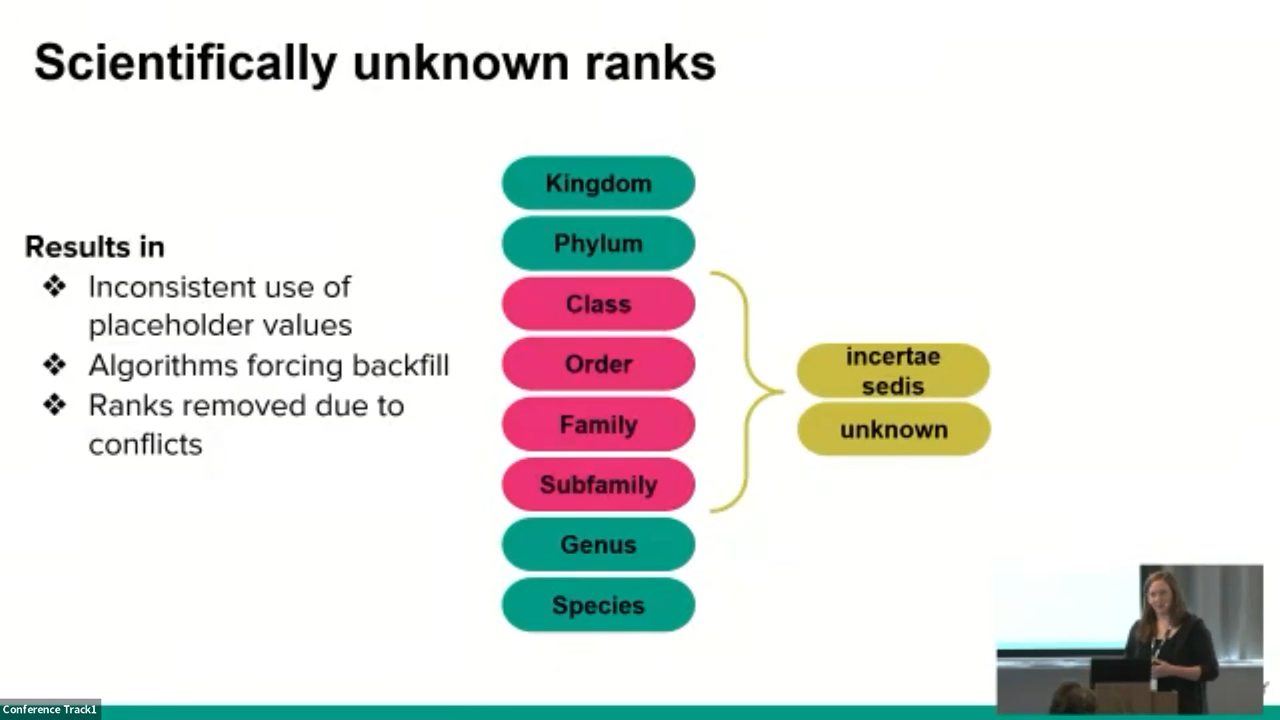 Scientifically unknown ranks
Results in
❖ Inconsistent use of
placeholder values
❖ Algorithms forcing backfill
❖ Ranks removed due to
conflicts
Kingdom
Phylum
Class
Order
Family
Subfamily
Genus
Species
incertae
sedis
unknown
Conference Track1